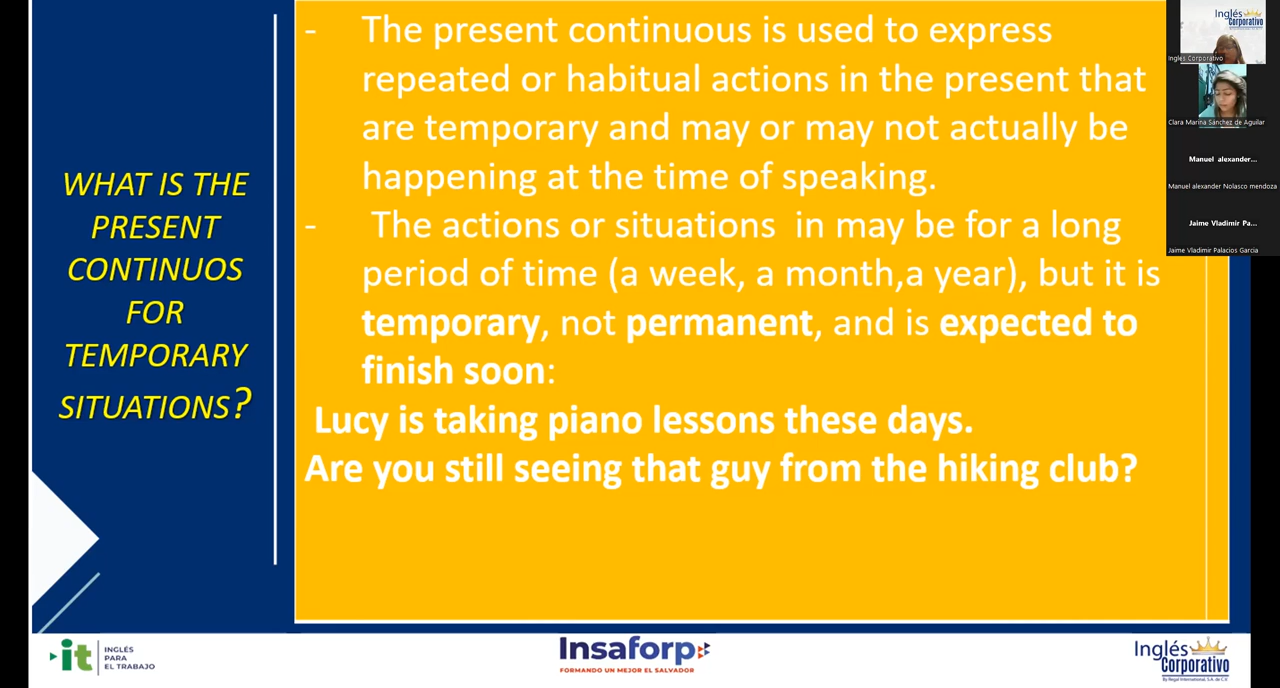 WHAT IS THE
PRESENT
CONTINUOS
FOR
TEMPORARY
SITUATIONS?
- The present continuous is used to express
repeated or habitual actions in the present that
are temporary and may or may not actually be
happening at the time of speaking.
- The actions or situations in may be for a long
period of time (a week, a month,a year), but it is
temporary, not permanent, and is expected to
finish soon:
Lucy is taking piano lessons these days.
Are you still seeing that guy from the hiking club?
Inglés
Corporativo
Inglés Corporativo
Clara Marina Sánchez de Aguilar
Manuel alexander...
Manuel alexander Nolasco mendoza
Jaime Vladimir Pa...
Jaime Vladimir Palacios Garcia
it
INGLÉS
PARA
EL TRABAJO
Insaforp
FORMANDO UN MEJOR EL SALVADOR
Inglés
Corporativo
By Regal International, S.A. de C.V.